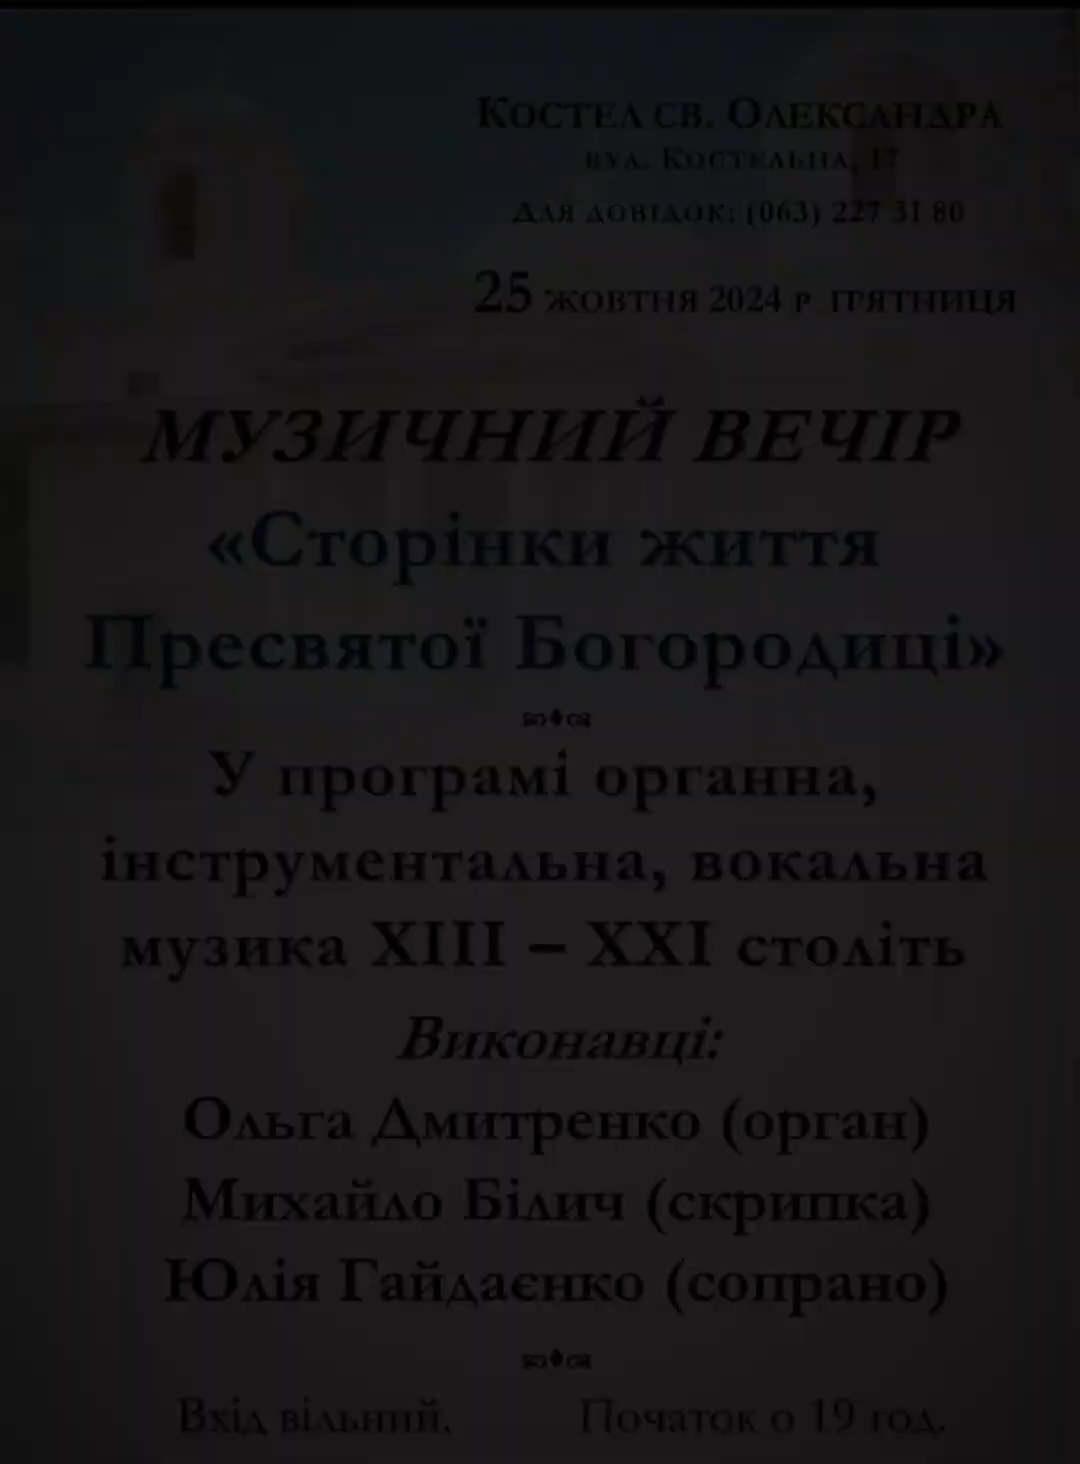 Костел св. Олександра
вул. Костельна, 17
Для довідок: (063) 227 31 80
25 жовтня 2024 р. п'ятниця
МУЗИЧНИЙ ВЕЧІР
«Сторінки життя
Пресвятої Богородиці»
У програмі органна,
інструментальна, вокальна
музика XIII – XXI століть
Виконавці:
Ольга Дмитренко (орган)
Михайло Білич (скрипка)
Юлія Гайдаєнко (сопрано)
Вхід вільний. Початок о 19 год.